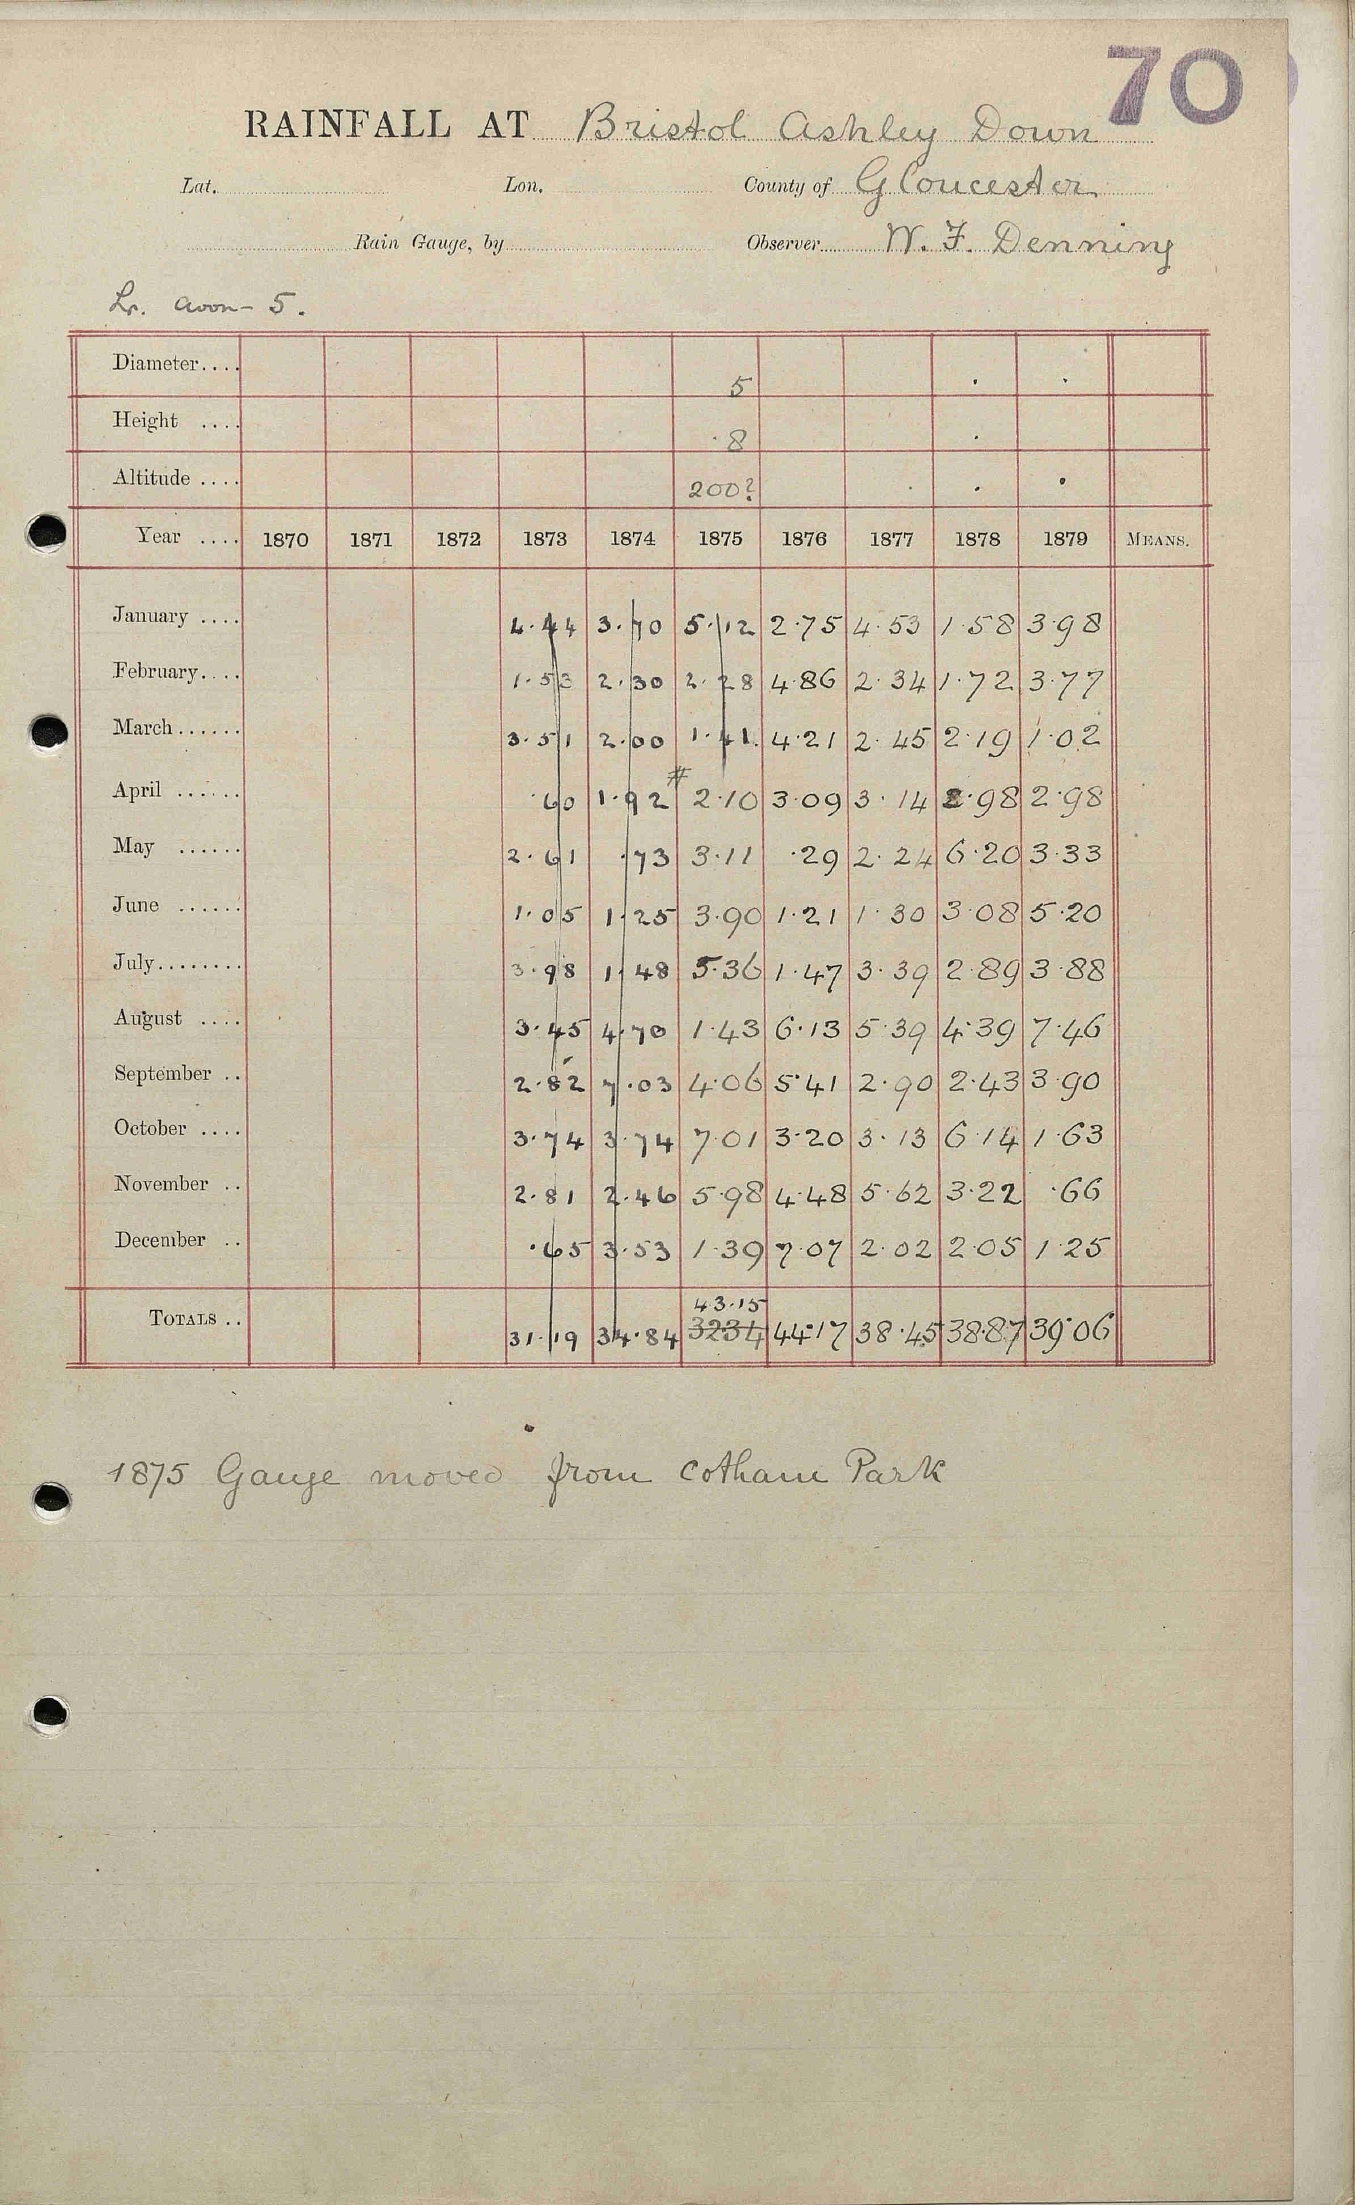 70
RAINFALL AT Bristol Ashley Down
Lat. Lon. County of Gloucester
Rain Gauge, by Observer W. F. Denning
Lr. Avon - 5.
Diameter.... 5
Height .... ·8
Altitude .... 200?
Year .... 1870 1871 1872 1873 1874 1875 1876 1877 1878 1879 MEANS.
January .... 4·44 3·70 5·12 2·75 4·53 1·58 3·98
February.... 1·53 2·30 2·28 4·86 2·34 1·72 3·77
March...... 3·51 2·00 1·41 4·21 2·45 2·19 1·02
April ...... ·60 1·92 # 2·10 3·09 3·14 2·98 2·98
May ...... 2·61 ·73 3·11 ·29 2·24 6·20 3·33
June ...... 1·05 1·25 3·90 1·21 1·30 3·08 5·20
July........ 3·98 1·48 5·36 1·47 3·39 2·89 3·88
August .... 3·45 4·70 1·43 6·13 5·39 4·39 7·46
September .. 2·82 7·03 4·06 5·41 2·90 2·43 3·90
October .... 3·74 3·74 7·01 3·20 3·13 6·14 1·63
November .. 2·81 2·46 5·98 4·48 5·62 3·22 ·66
December .. ·65 3·53 1·39 7·07 2·02 2·05 1·25
43·15
TOTALS .. 31·19 34·84 3234 44·17 38·45 38·87 39·06
1875 Gauge moved from Cotham Park